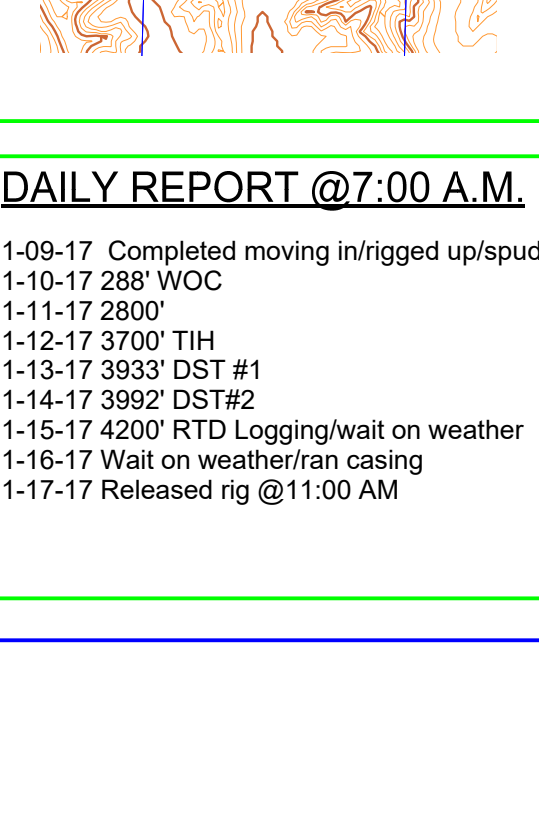 DAILY REPORT @7:00 A.M.
1-09-17  Completed moving in/rigged up/spud
1-10-17 288' WOC
1-11-17 2800'
1-12-17 3700' TIH
1-13-17 3933' DST #1
1-14-17 3992' DST#2
1-15-17 4200' RTD Logging/wait on weather
1-16-17 Wait on weather/ran casing
1-17-17 Released rig @11:00 AM